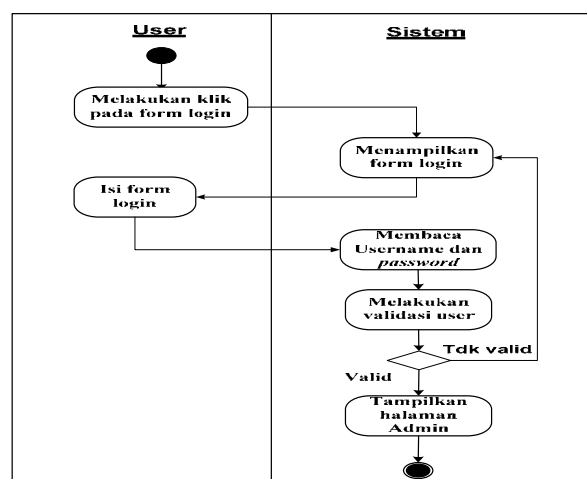 User
Sistem
Melakukan klik
pada form login
Menampilkan
form login
Isi form
login
Membaca
Username dan
password
Melakukan
validasi user
Tdk valid
Valid
Tampilkan
halaman
Admin